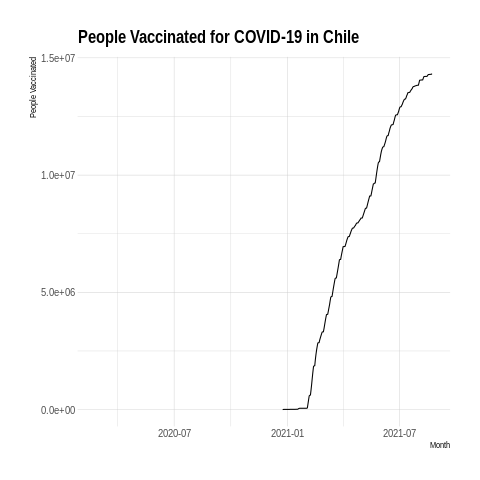 People Vaccinated for COVID-19 in Chile
People Vaccinated
1.5e+07
1.0e+07
5.0e+06
0.0e+00
2020-07 2021-01 2021-07
Month